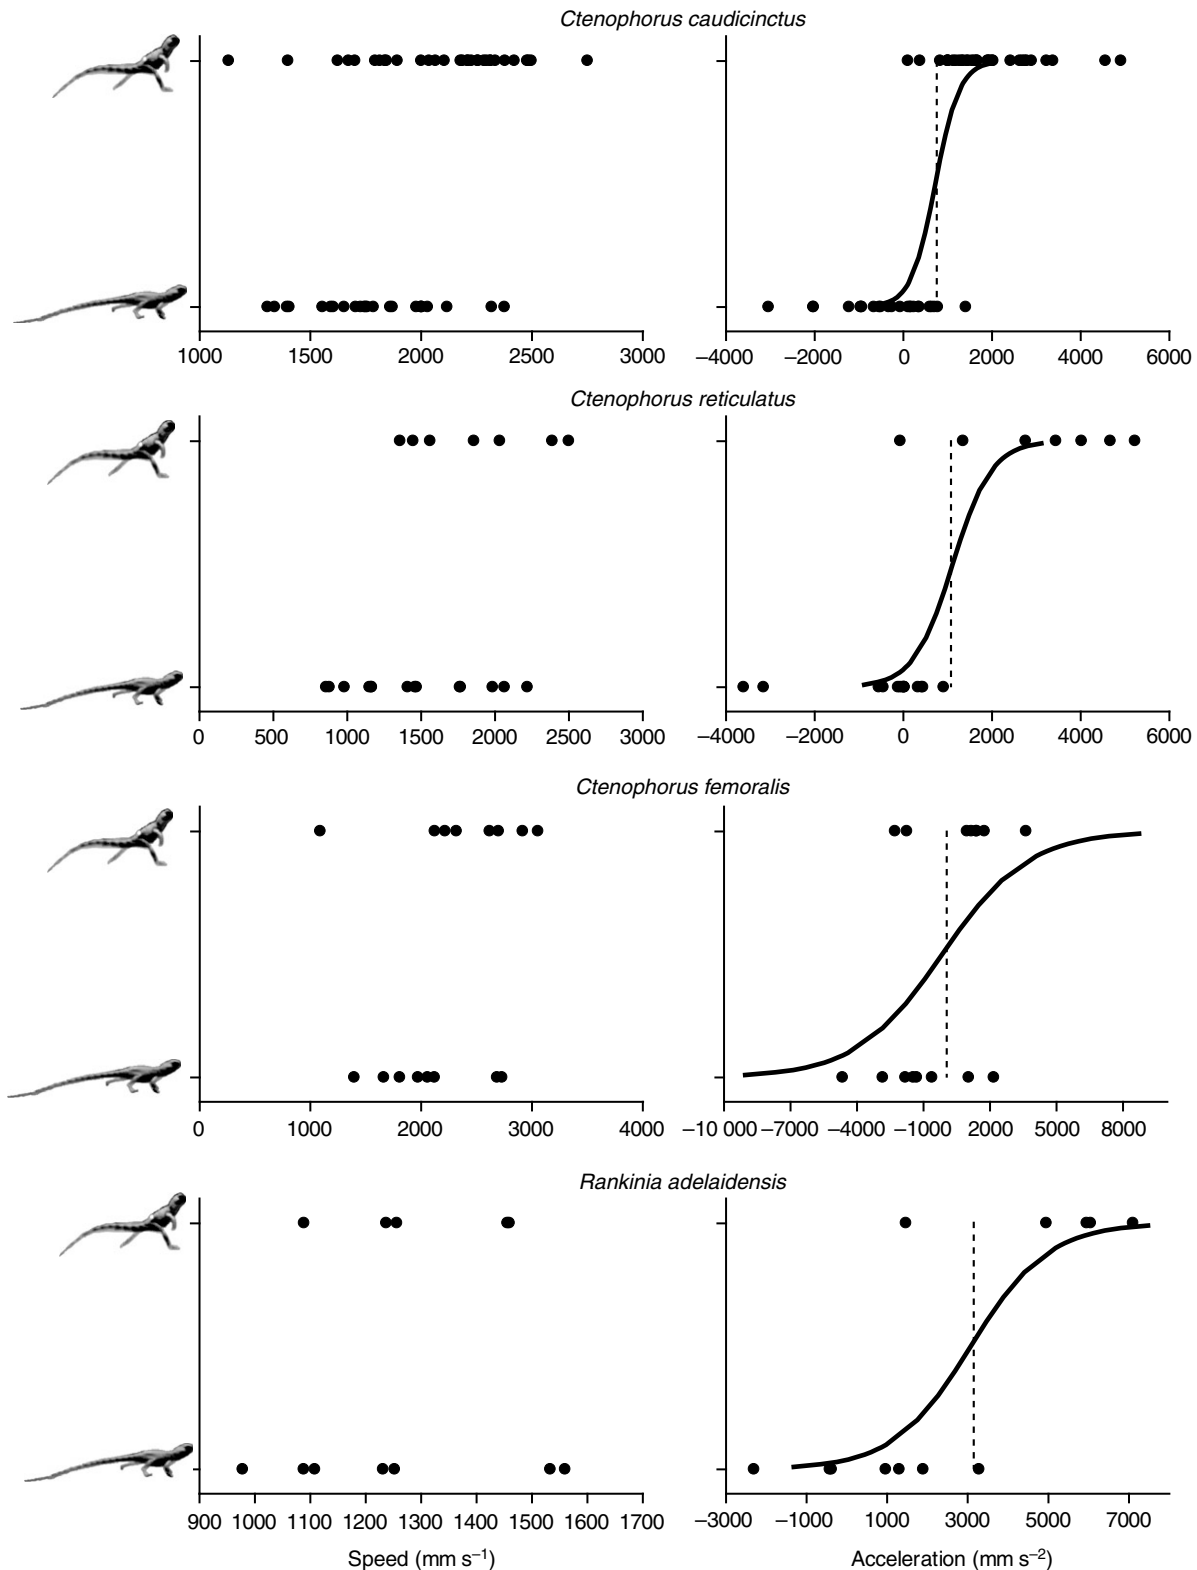 Ctenophorus caudicinctus
1000 1500 2000 2500 3000 –4000 –2000 0 2000 4000 6000
Ctenophorus reticulatus
0 500 1000 1500 2000 2500 3000 –4000 –2000 0 2000 4000 6000
Ctenophorus femoralis
0 1000 2000 3000 4000 –10 000 –7000 –4000 –1000 2000 5000 8000
Rankinia adelaidensis
900 1000 1100 1200 1300 1400 1500 1600 1700 –3000 –1000 1000 3000 5000 7000
Speed (mm s⁻¹) Acceleration (mm s⁻²)